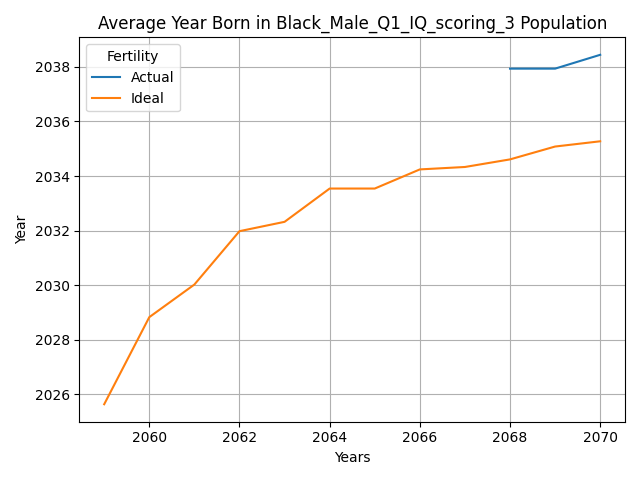 Average Year Born in Black_Male_Q1_IQ_scoring_3 Population
Fertility
Actual
Ideal
2038
2036
2034
2032
2030
2028
2026
Year
2060 2062 2064 2066 2068 2070
Years